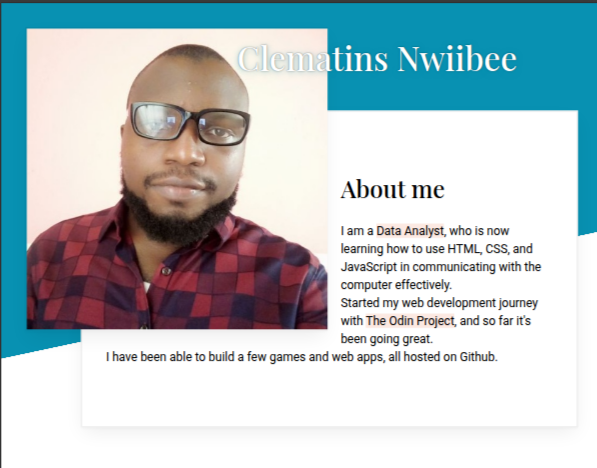 Clematins Nwiibee
About me
I am a Data Analyst, who is now
learning how to use HTML, CSS, and
JavaScript in communicating with the
computer effectively.
Started my web development journey
with The Odin Project, and so far it's
been going great.
I have been able to build a few games and web apps, all hosted on Github.